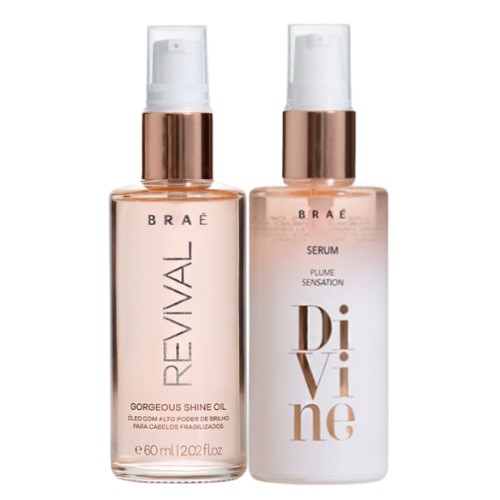 BRAÉ
REVIVAL
GORGEOUS SHINE OIL
ÓLEO COM ALTO PODER DE BRILHO
PARA CABELOS FRAGILIZADOS
e 60 ml | 2.02 fl.oz
BRAÉ
SERUM
PLUME
SENSATION
Di
Vi
ne